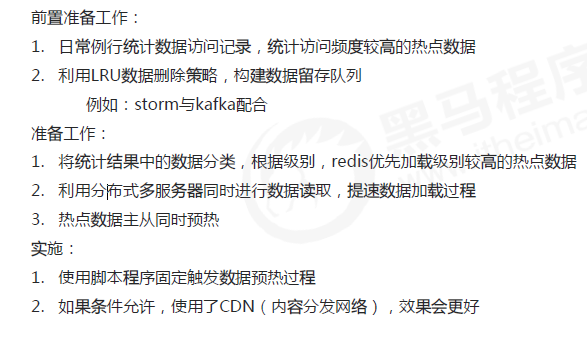 前置准备工作：
1. 日常例行统计数据访问记录，统计访问频度较高的热点数据
2. 利用LRU数据删除策略，构建数据留存队列
例如：storm与kafka配合
准备工作：
1. 将统计结果中的数据分类，根据级别，redis优先加载级别较高的热点数据
2. 利用分布式多服务器同时进行数据读取，提速数据加载过程
3. 热点数据主从同时预热
实施：
1. 使用脚本程序固定触发数据预热过程
2. 如果条件允许，使用了CDN（内容分发网络），效果会更好
黑马程序
www.itheima